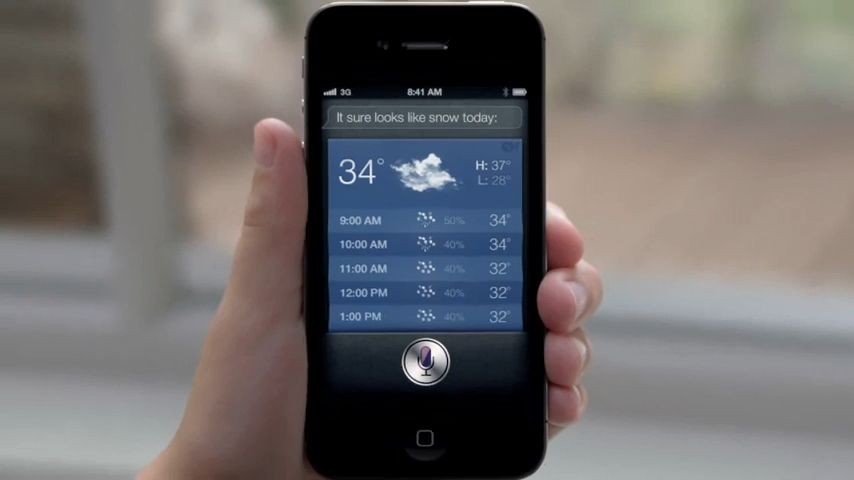 3G 8:41 AM
It sure looks like snow today:
34° H: 37°
L: 28°
9:00 AM 50% 34°
10:00 AM 40% 34°
11:00 AM 40% 32°
12:00 PM 40% 32°
1:00 PM 40% 32°